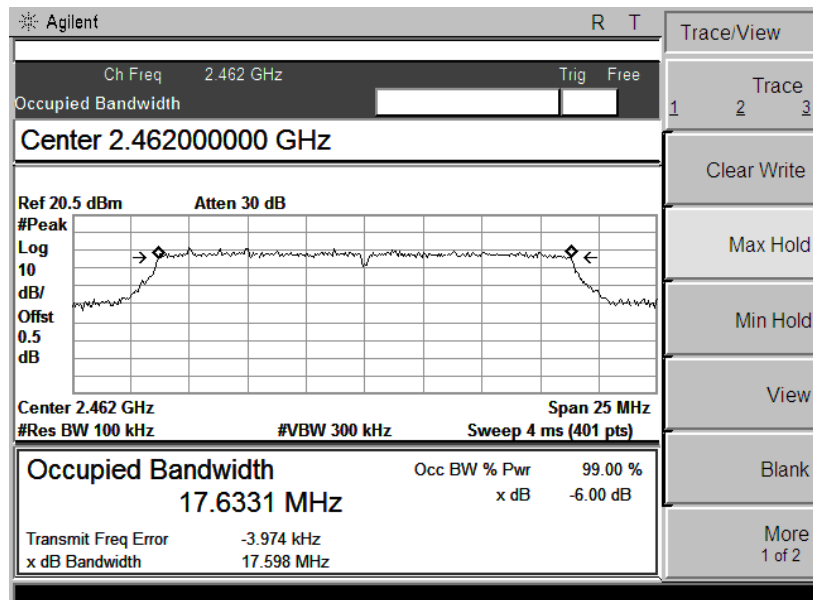 Agilent R T
Ch Freq 2.462 GHz Trig Free
Occupied Bandwidth
Center 2.462000000 GHz
Ref 20.5 dBm Atten 30 dB
#Peak
Log
10
dB/
Offst
0.5
dB
Center 2.462 GHz Span 25 MHz
#Res BW 100 kHz #VBW 300 kHz Sweep 4 ms (401 pts)
Occupied Bandwidth Occ BW % Pwr 99.00 %
17.6331 MHz x dB -6.00 dB
Transmit Freq Error -3.974 kHz
x dB Bandwidth 17.598 MHz
Trace/View
Trace
1 2 3
Clear Write
Max Hold
Min Hold
View
Blank
More
1 of 2